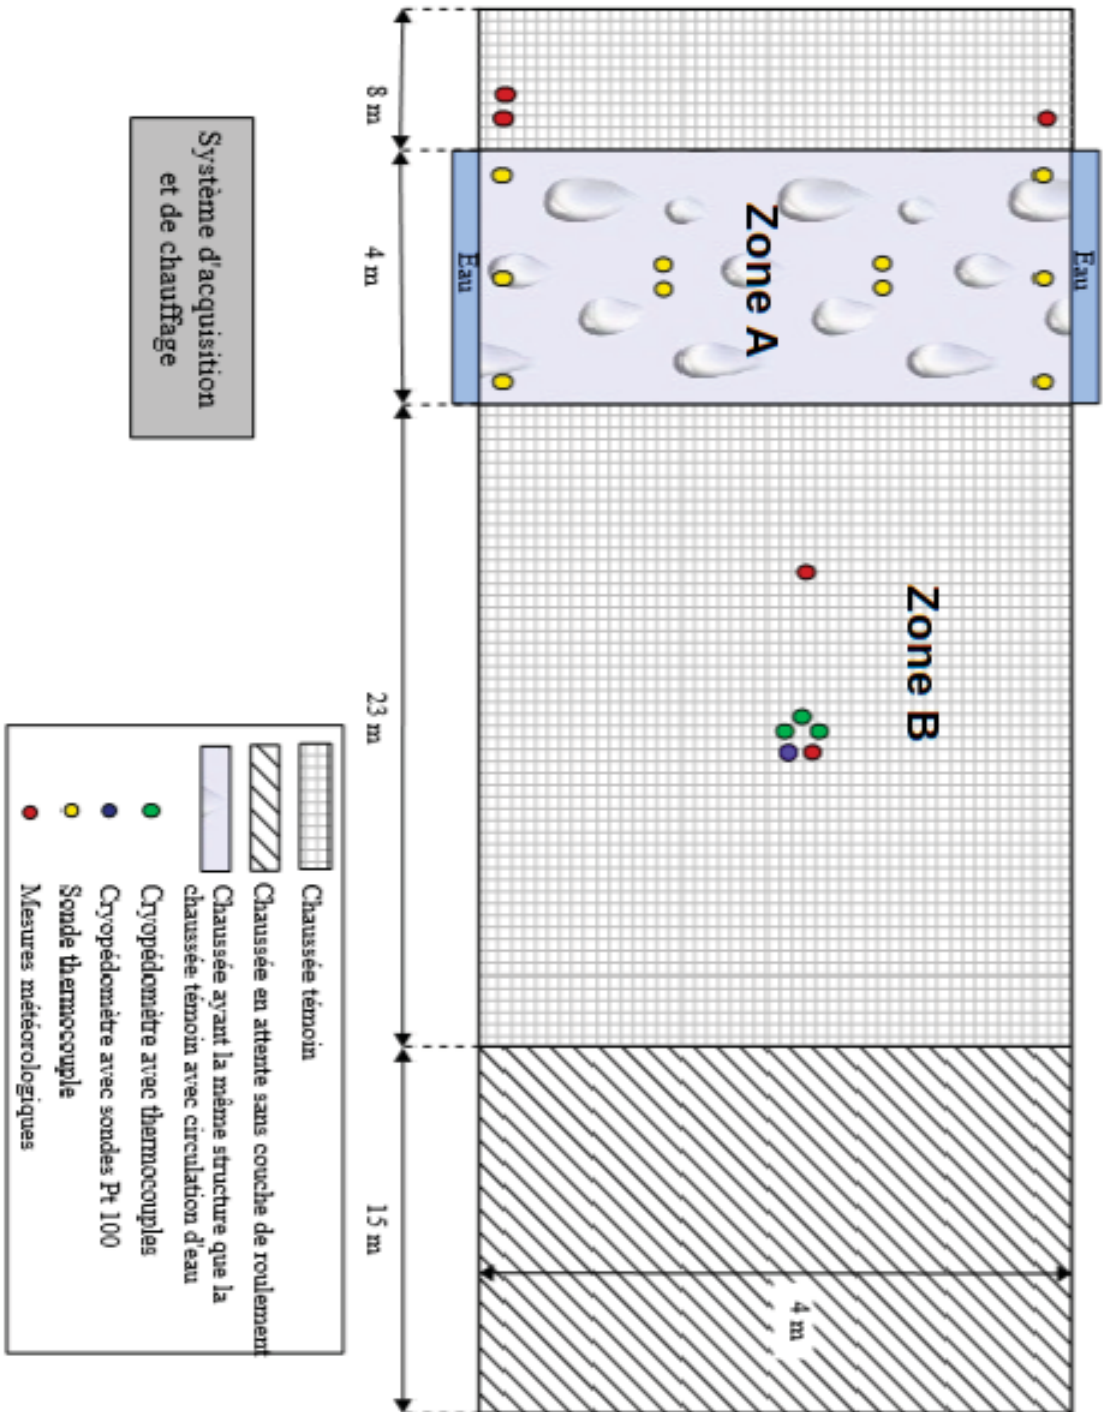 Eau
Zone A
Zone B
Eau
8 m
4 m
23 m
15 m
4 m
Système d'acquisition
et de chauffage
Chaussée témoin
Chaussée en attente sans couche de roulement
Chaussée ayant la même structure que la
chaussée témoin avec circulation d'eau
Cryopédomètre avec thermocouples
Cryopédomètre avec sondes Pt 100
Sonde thermocouple
Mesures météorologiques